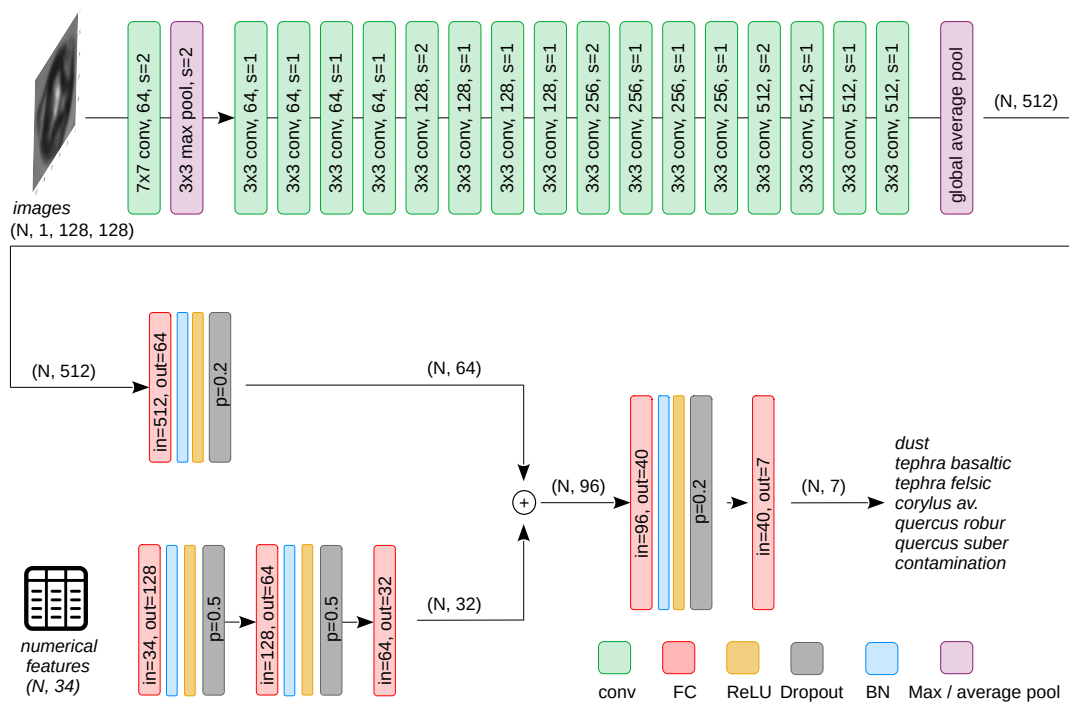 7x7 conv, 64, s=2
3x3 max pool, s=2
3x3 conv, 64, s=1
3x3 conv, 64, s=1
3x3 conv, 64, s=1
3x3 conv, 64, s=1
3x3 conv, 128, s=2
3x3 conv, 128, s=1
3x3 conv, 128, s=1
3x3 conv, 128, s=1
3x3 conv, 256, s=2
3x3 conv, 256, s=1
3x3 conv, 256, s=1
3x3 conv, 256, s=1
3x3 conv, 512, s=2
3x3 conv, 512, s=1
3x3 conv, 512, s=1
3x3 conv, 512, s=1
global average pool
(N, 512)
images
(N, 1, 128, 128)
(N, 512)
in=512, out=64
p=0.2
(N, 64)
+
(N, 96)
in=96, out=40
p=0.2
in=40, out=7
(N, 7)
dust
tephra basaltic
tephra felsic
corylus av.
quercus robur
quercus suber
contamination
numerical
features
(N, 34)
in=34, out=128
p=0.5
in=128, out=64
p=0.5
in=64, out=32
(N, 32)
conv
FC
ReLU
Dropout
BN
Max / average pool